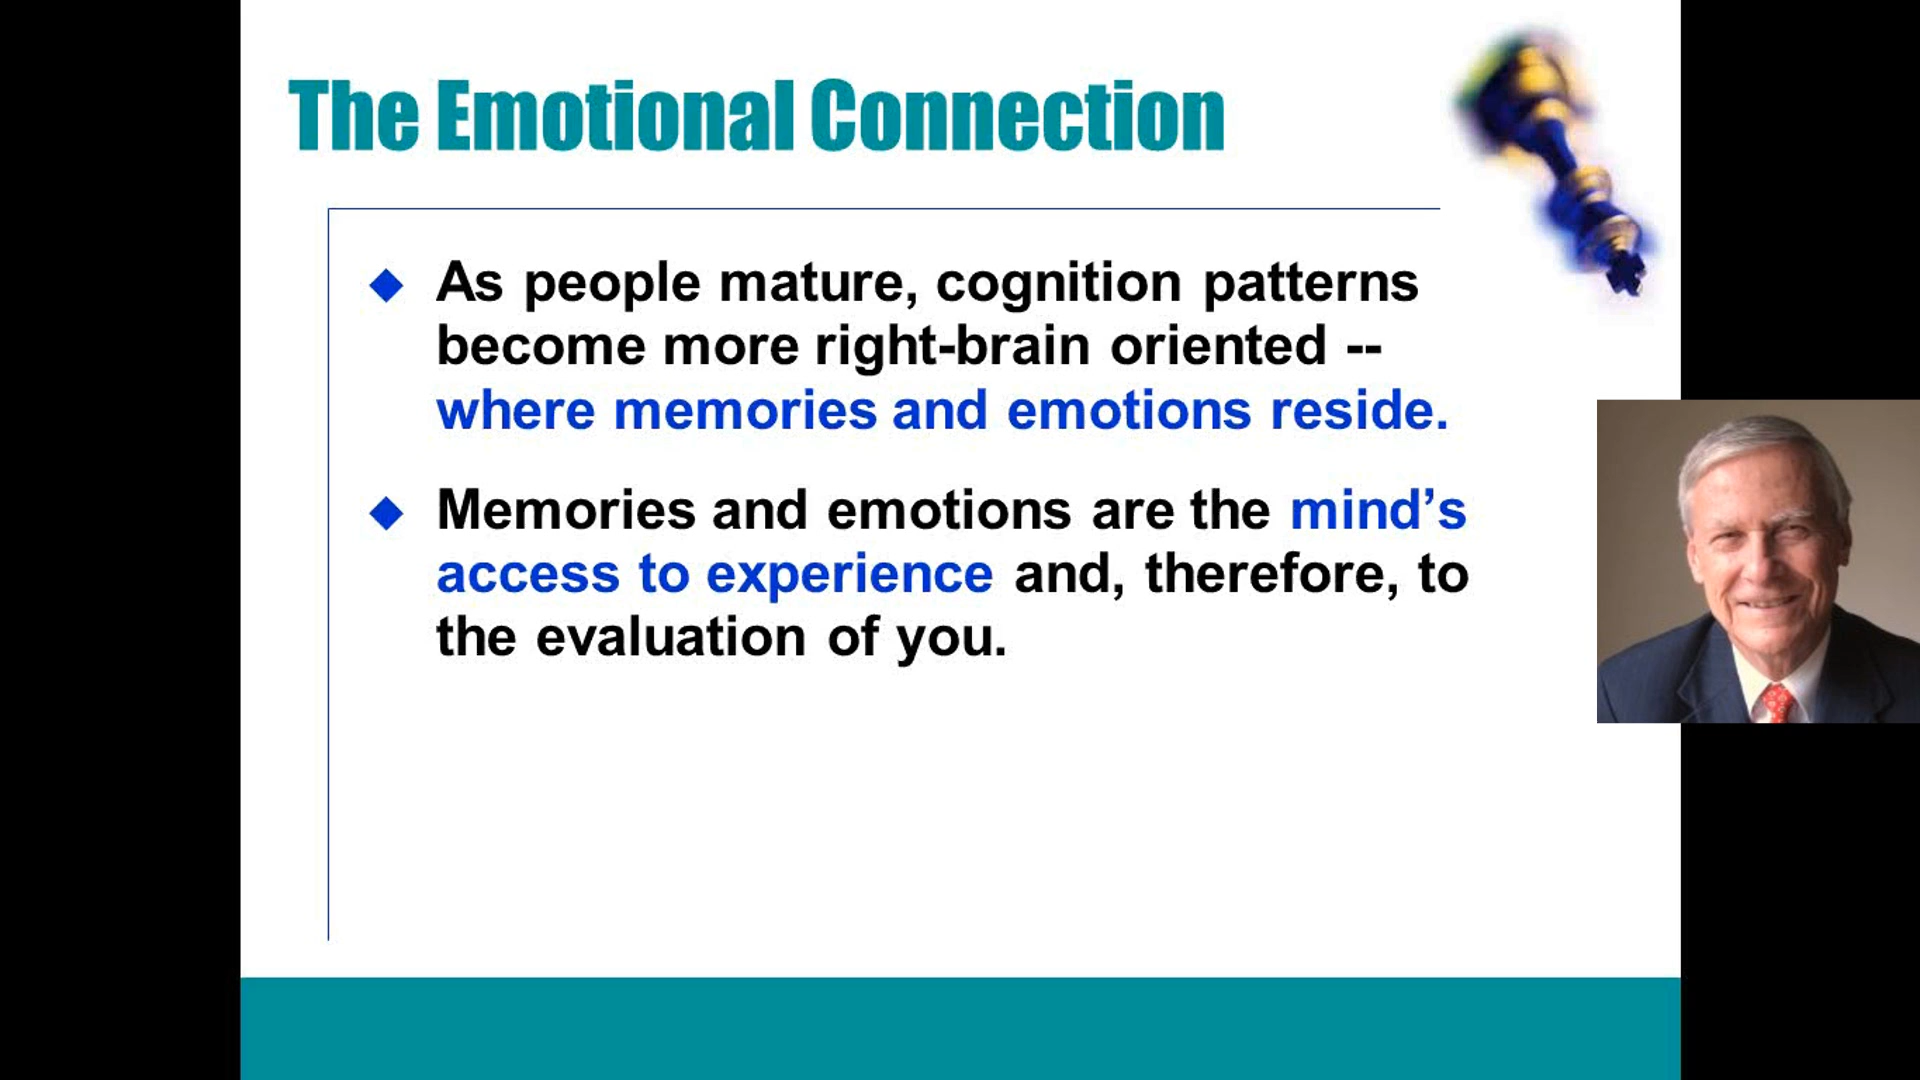 The Emotional Connection
As people mature, cognition patterns
become more right-brain oriented --
where memories and emotions reside.
Memories and emotions are the mind’s
access to experience and, therefore, to
the evaluation of you.